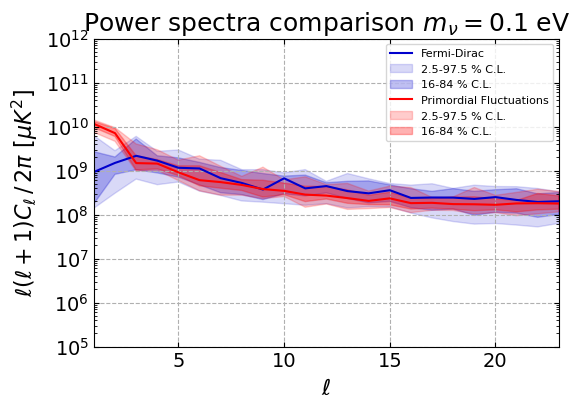 Power spectra comparison $m_\nu = 0.1$ eV
$\ell(\ell+1)C_\ell\,/\,2\pi\ [\mu K^2]$
$10^{12}$
$10^{11}$
$10^{10}$
$10^{9}$
$10^{8}$
$10^{7}$
$10^{6}$
$10^{5}$
Fermi-Dirac
2.5-97.5 % C.L.
16-84 % C.L.
Primordial Fluctuations
2.5-97.5 % C.L.
16-84 % C.L.
5 10 15 20
$\ell$